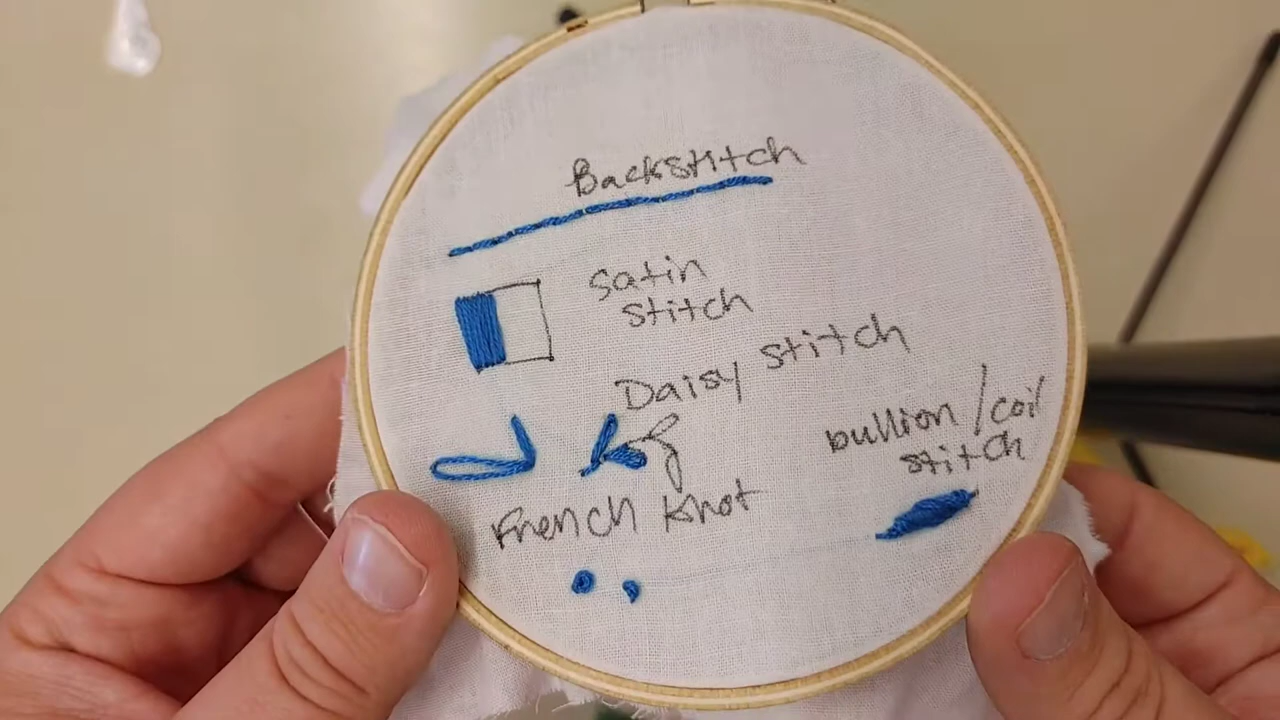 Backstitch
satin
stitch
Daisy stitch
bullion/coil
stitch
French Knot